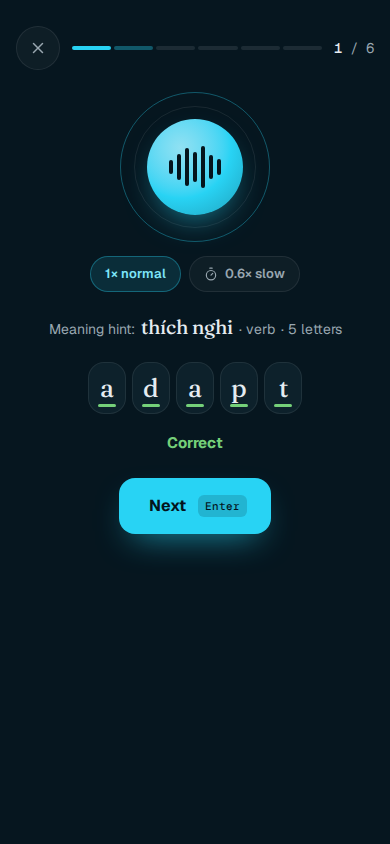 1 / 6
1× normal
0.6× slow
Meaning hint: thích nghi · verb · 5 letters
a d a p t
Correct
Next Enter